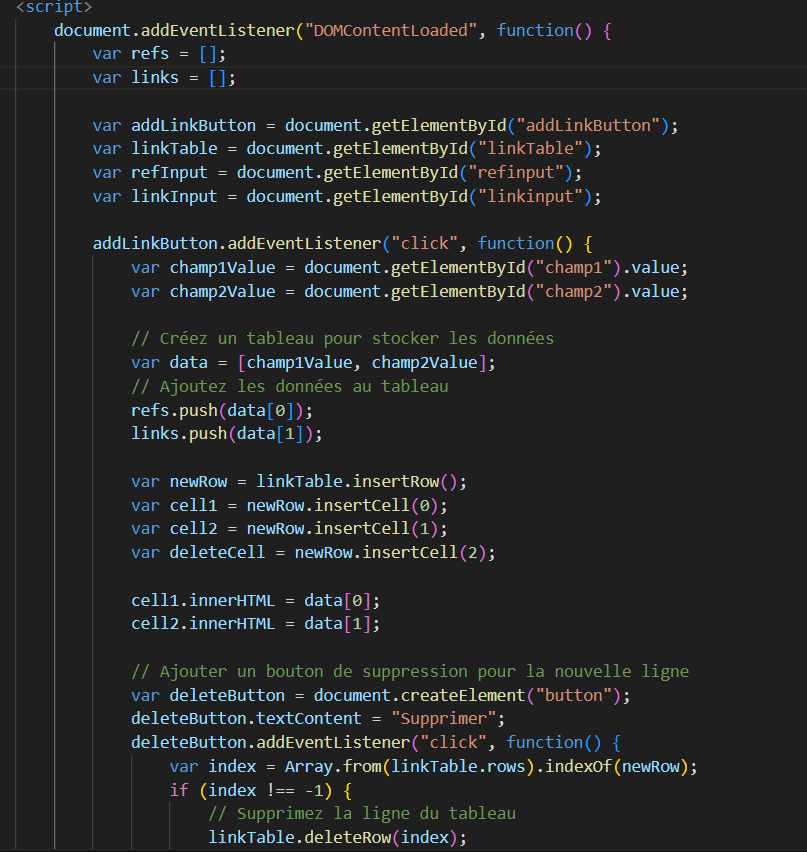 <script>
document.addEventListener("DOMContentLoaded", function() {
var refs = [];
var links = [];
var addLinkButton = document.getElementById("addLinkButton");
var linkTable = document.getElementById("linkTable");
var refInput = document.getElementById("refinput");
var linkInput = document.getElementById("linkinput");
addLinkButton.addEventListener("click", function() {
var champ1Value = document.getElementById("champ1").value;
var champ2Value = document.getElementById("champ2").value;
// Créez un tableau pour stocker les données
var data = [champ1Value, champ2Value];
// Ajoutez les données au tableau
refs.push(data[0]);
links.push(data[1]);
var newRow = linkTable.insertRow();
var cell1 = newRow.insertCell(0);
var cell2 = newRow.insertCell(1);
var deleteCell = newRow.insertCell(2);
cell1.innerHTML = data[0];
cell2.innerHTML = data[1];
// Ajouter un bouton de suppression pour la nouvelle ligne
var deleteButton = document.createElement("button");
deleteButton.textContent = "Supprimer";
deleteButton.addEventListener("click", function() {
var index = Array.from(linkTable.rows).indexOf(newRow);
if (index !== -1) {
// Supprimez la ligne du tableau
linkTable.deleteRow(index);